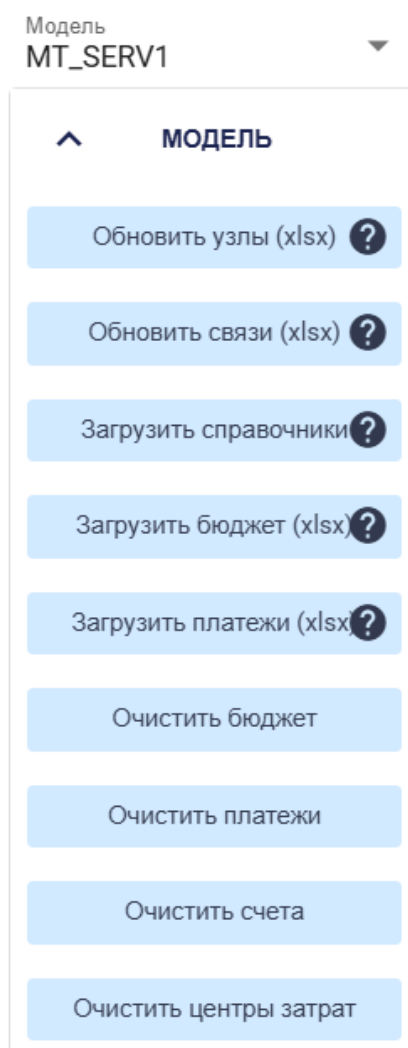 Модель
MT_SERV1
МОДЕЛЬ
Обновить узлы (xlsx) ?
Обновить связи (xlsx) ?
Загрузить справочники ?
Загрузить бюджет (xlsx) ?
Загрузить платежи (xlsx) ?
Очистить бюджет
Очистить платежи
Очистить счета
Очистить центры затрат